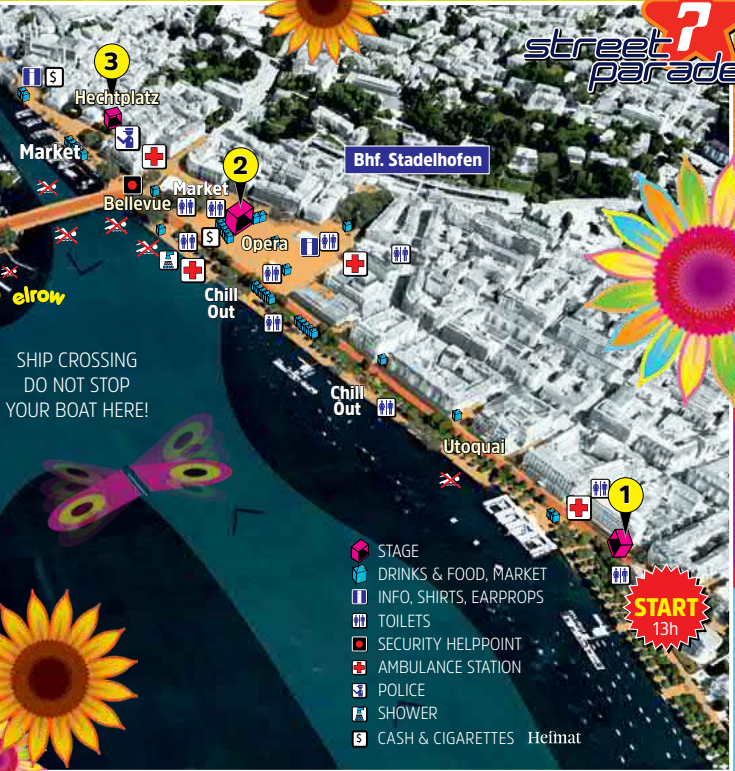 street
parade
3
Hechtplatz
i S
Market
2
Bhf. Stadelhofen
Market
Bellevue
S
Opera
i
elrow
Chill
Out
SHIP CROSSING
DO NOT STOP
YOUR BOAT HERE!
Chill
Out
Utoquai
1
START
13h
STAGE
DRINKS & FOOD, MARKET
i INFO, SHIRTS, EARPROPS
TOILETS
SECURITY HELPPOINT
AMBULANCE STATION
POLICE
SHOWER
S CASH & CIGARETTES Heimat